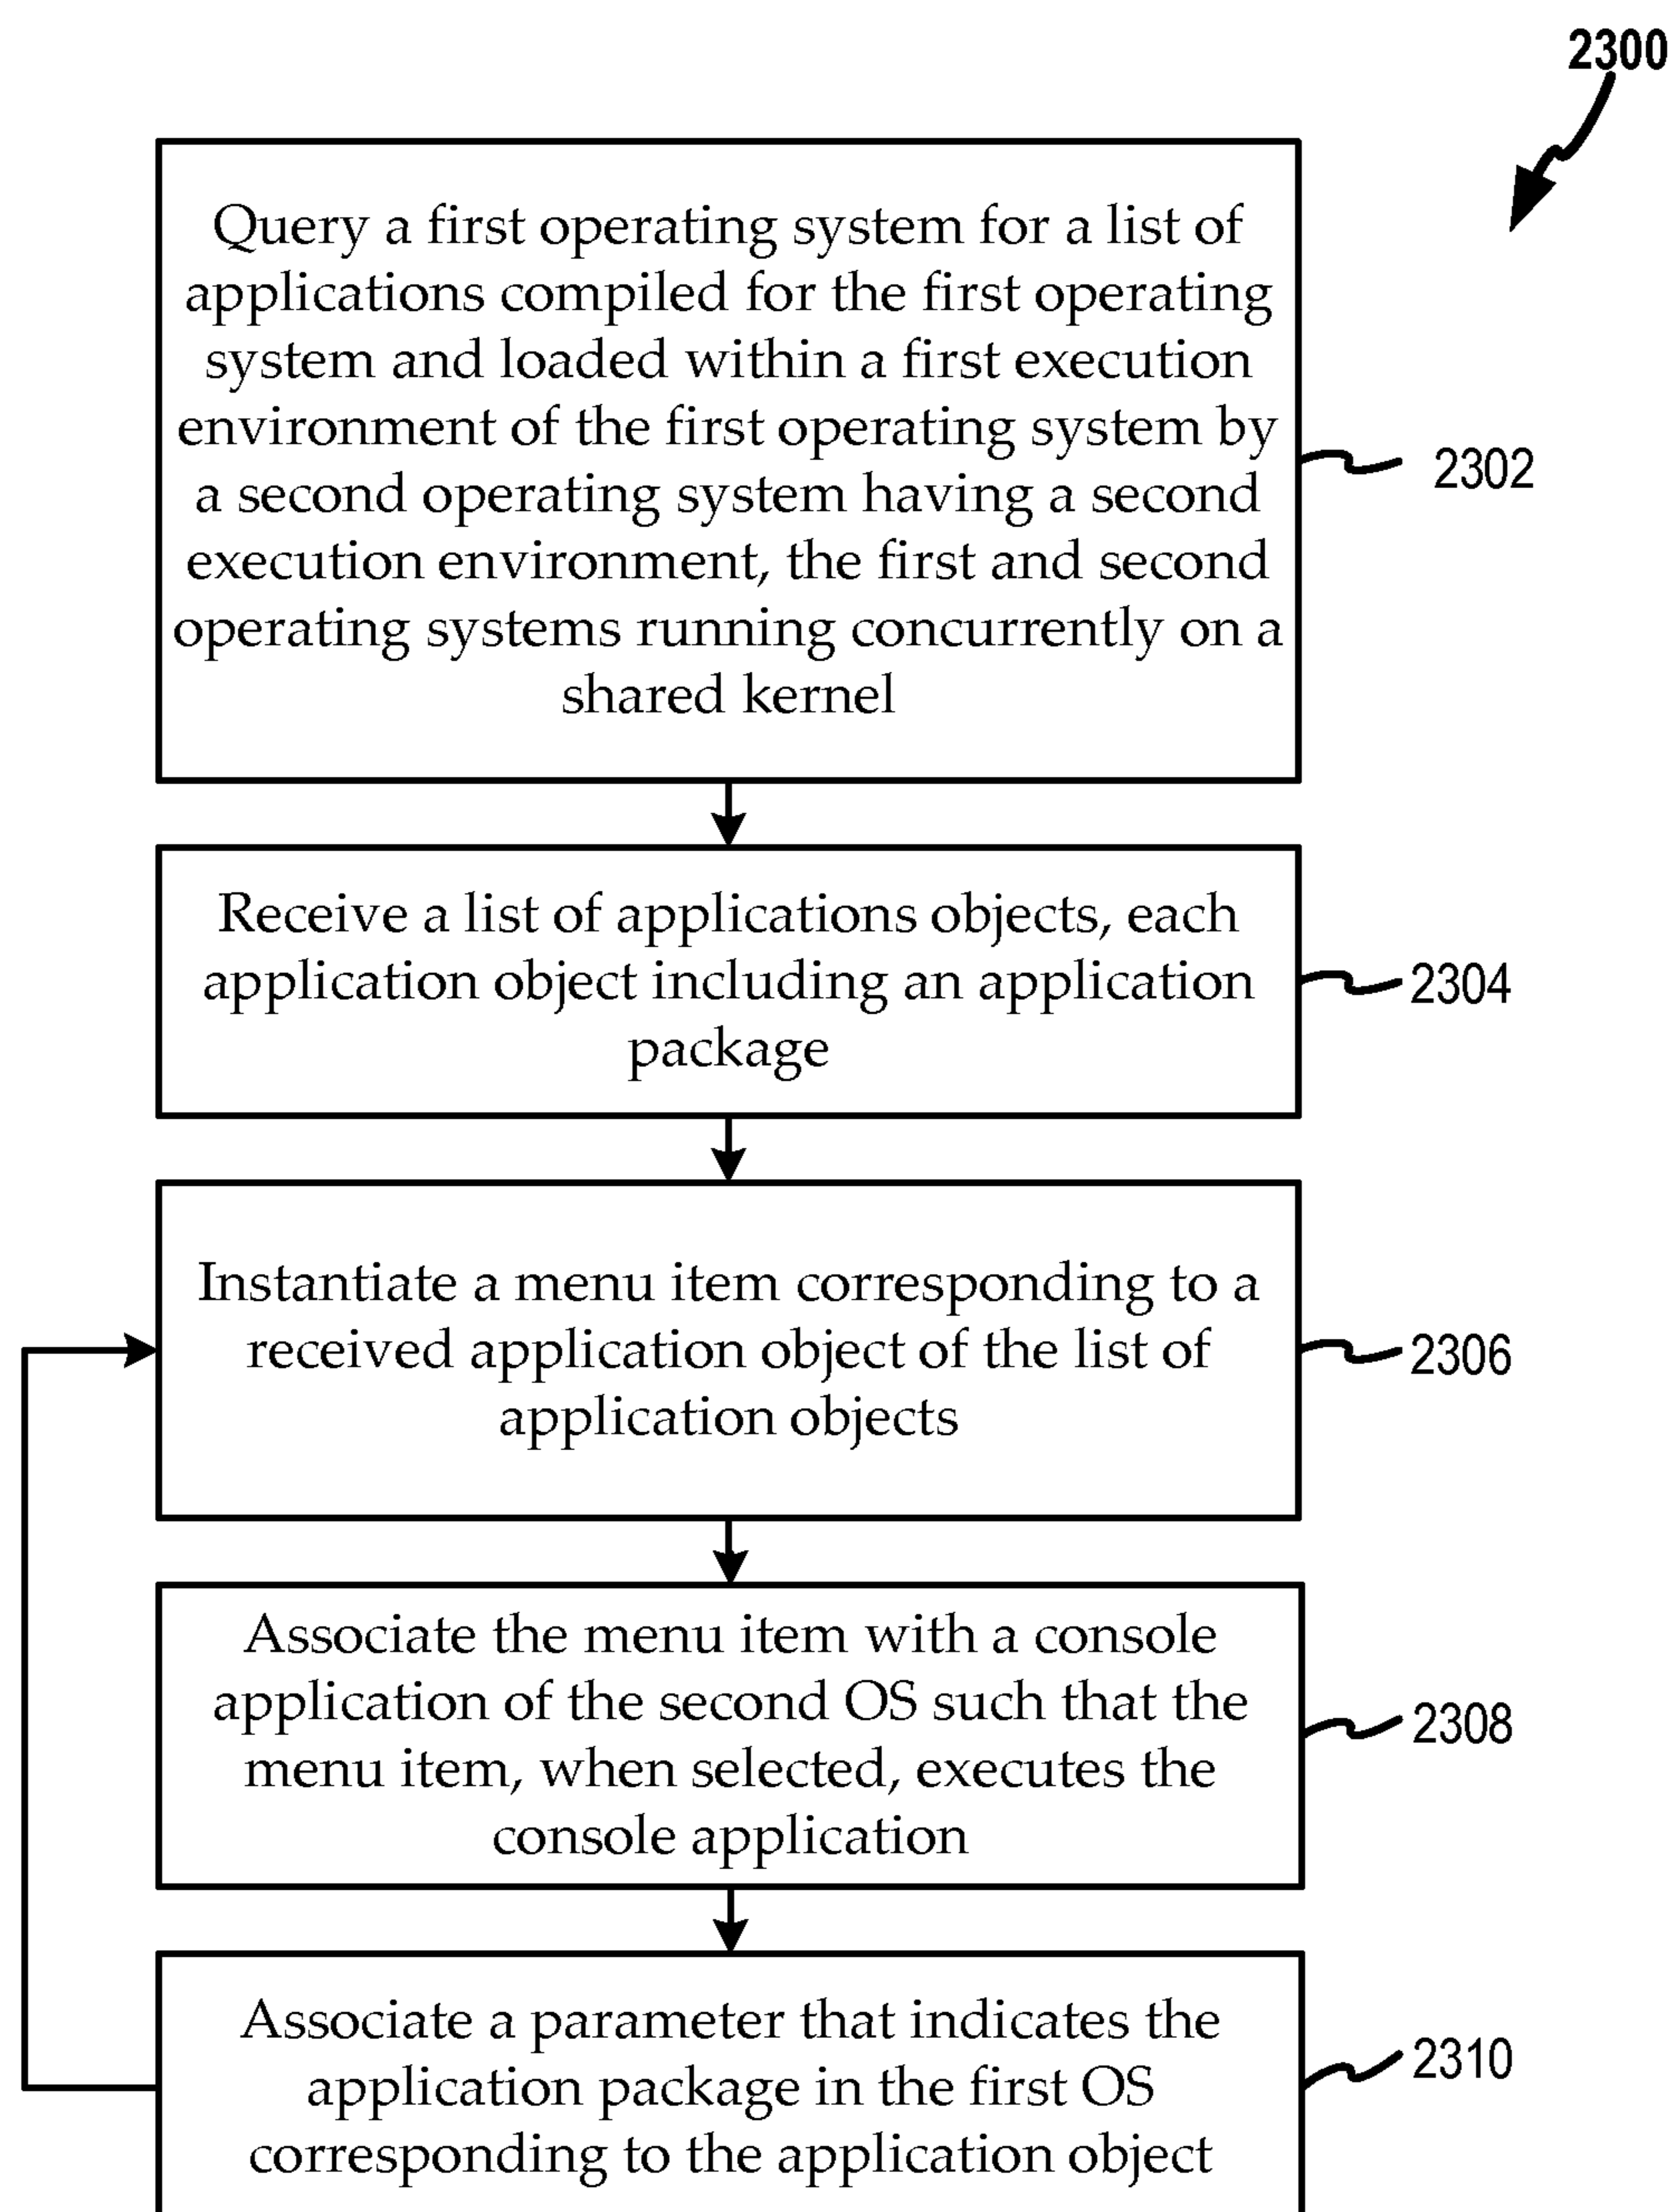 2300
Query a first operating system for a list of
applications compiled for the first operating
system and loaded within a first execution
environment of the first operating system by
a second operating system having a second
execution environment, the first and second
operating systems running concurrently on a
shared kernel
2302
Receive a list of applications objects, each
application object including an application
package
2304
Instantiate a menu item corresponding to a
received application object of the list of
application objects
2306
Associate the menu item with a console
application of the second OS such that the
menu item, when selected, executes the
console application
2308
Associate a parameter that indicates the
application package in the first OS
corresponding to the application object
2310